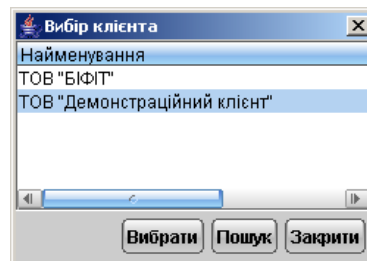 Вибір клієнта
Найменування
ТОВ "БІФІТ"
ТОВ "Демонстраційний клієнт"
Вибрати Пошук Закрити